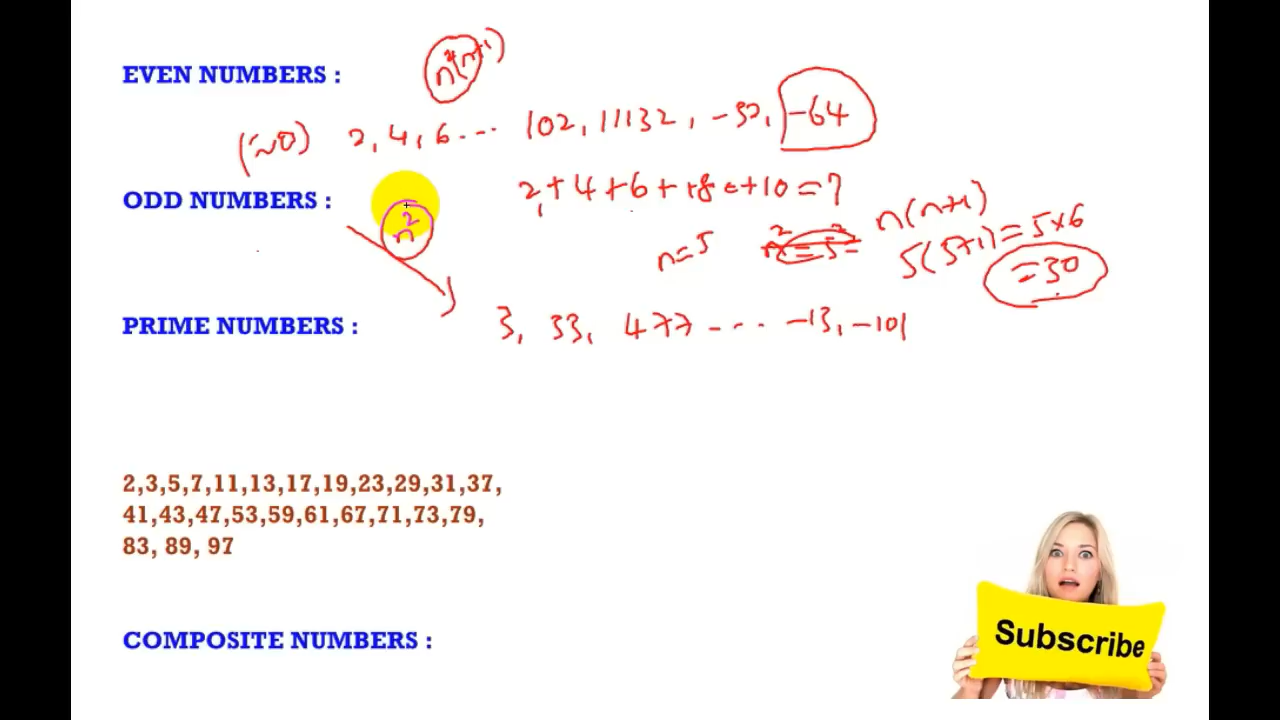 EVEN NUMBERS :
n(n+1)
2, 4, 6 ... 102, 11132, -32, -64
ODD NUMBERS :
n²
2 + 4 + 6 + 8 + 10 = ?
n=5
n(n+1)
5(5+1) = 5×6
= 30
PRIME NUMBERS :
3, 33, 477 - - - -13, -101
2,3,5,7,11,13,17,19,23,29,31,37,
41,43,47,53,59,61,67,71,73,79,
83, 89, 97
COMPOSITE NUMBERS :
Subscribe